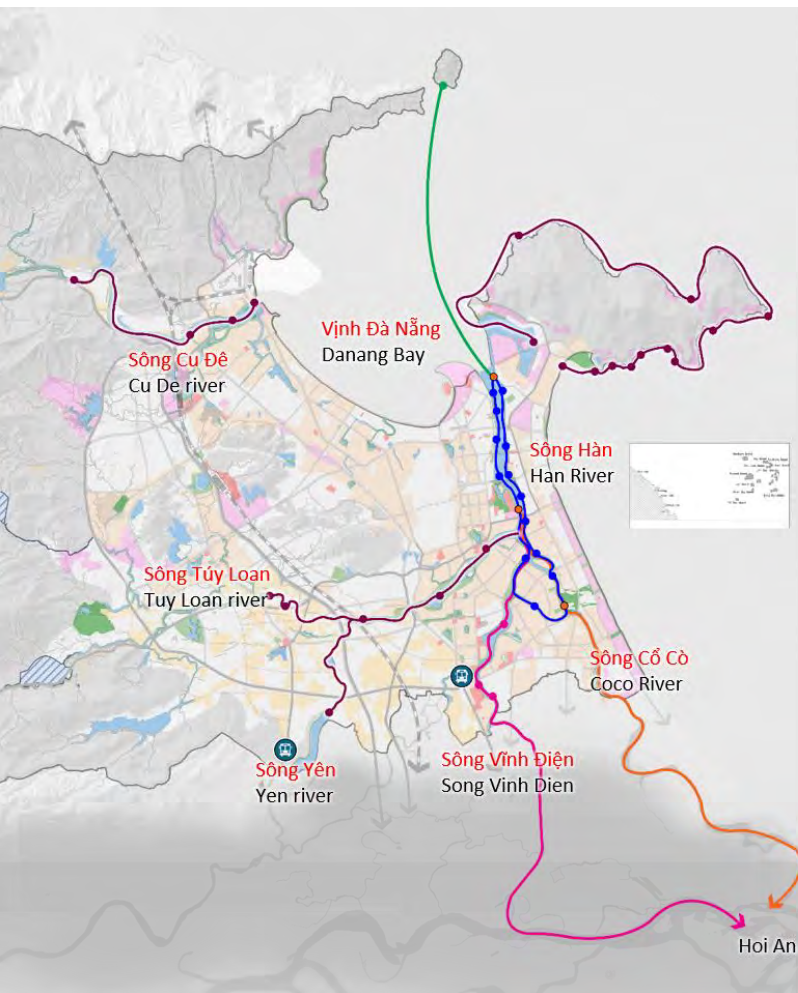 Vịnh Đà Nẵng
Danang Bay
Sông Cu Đê
Cu De river
Sông Hàn
Han River
Sông Túy Loan
Tuy Loan river
Sông Cổ Cò
Coco River
Sông Yên
Yen river
Sông Vĩnh Điện
Song Vinh Dien
Hoi An